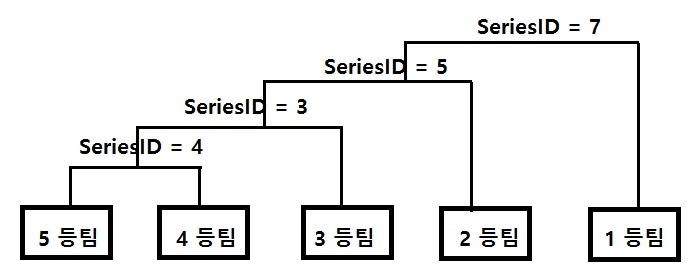 SeriesID = 7
SeriesID = 5
SeriesID = 3
SeriesID = 4
5 등팀 4 등팀 3 등팀 2 등팀 1 등팀